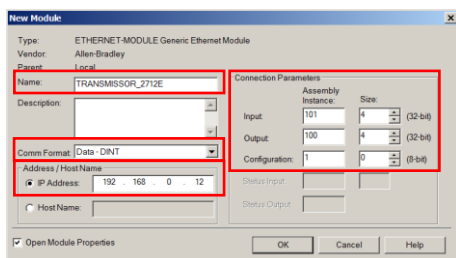 New Module
Type: ETHERNET-MODULE Generic Ethernet Module
Vendor: Allen-Bradley
Parent: Local
Name: TRANSMISSOR_2712E
Description:
Comm Format: Data - DINT
Address / Host Name
IP Address: 192 . 168 . 0 . 12
Host Name:
Connection Parameters
Assembly Instance: Size:
Input: 101 4 (32-bit)
Output: 100 4 (32-bit)
Configuration: 1 0 (8-bit)
Status Input:
Status Output:
Open Module Properties
OK Cancel Help